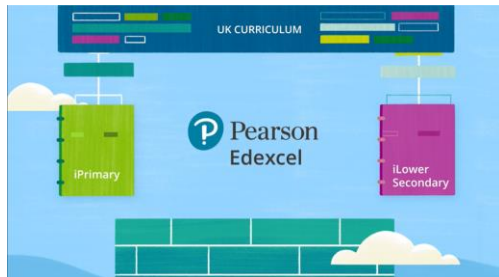 UK CURRICULUM
Pearson
Edexcel
iPrimary
iLower
Secondary